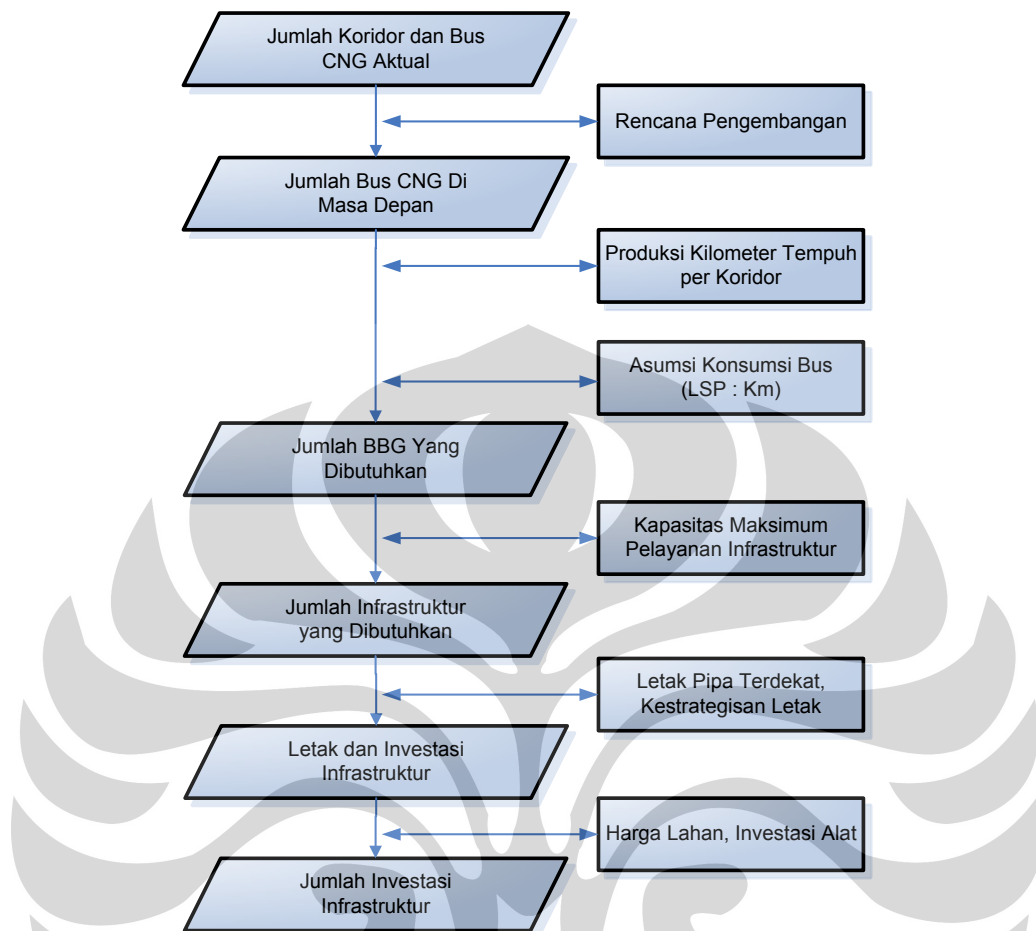 Jumlah Koridor dan Bus
CNG Aktual
Rencana Pengembangan
Jumlah Bus CNG Di
Masa Depan
Produksi Kilometer Tempuh
per Koridor
Asumsi Konsumsi Bus
(LSP : Km)
Jumlah BBG Yang
Dibutuhkan
Kapasitas Maksimum
Pelayanan Infrastruktur
Jumlah Infrastruktur
yang Dibutuhkan
Letak Pipa Terdekat,
Kestrategisan Letak
Letak dan Investasi
Infrastruktur
Harga Lahan, Investasi Alat
Jumlah Investasi
Infrastruktur